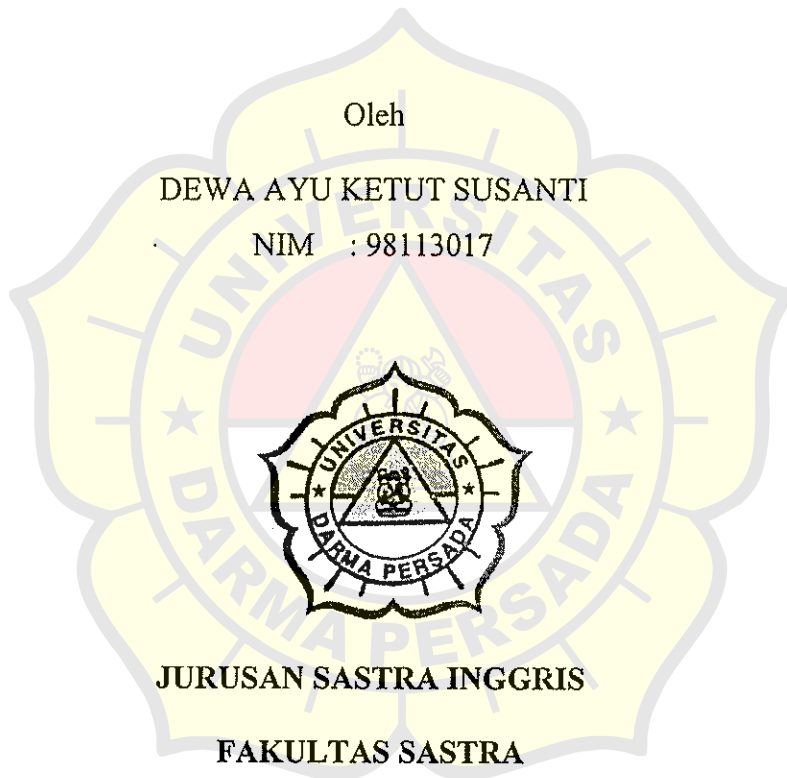 Oleh
DEWA AYU KETUT SUSANTI
NIM : 98113017
UNIVERSITAS
DARMA PERSADA
UNIVERSITAS
DARMA PERSADA
JURUSAN SASTRA INGGRIS
FAKULTAS SASTRA